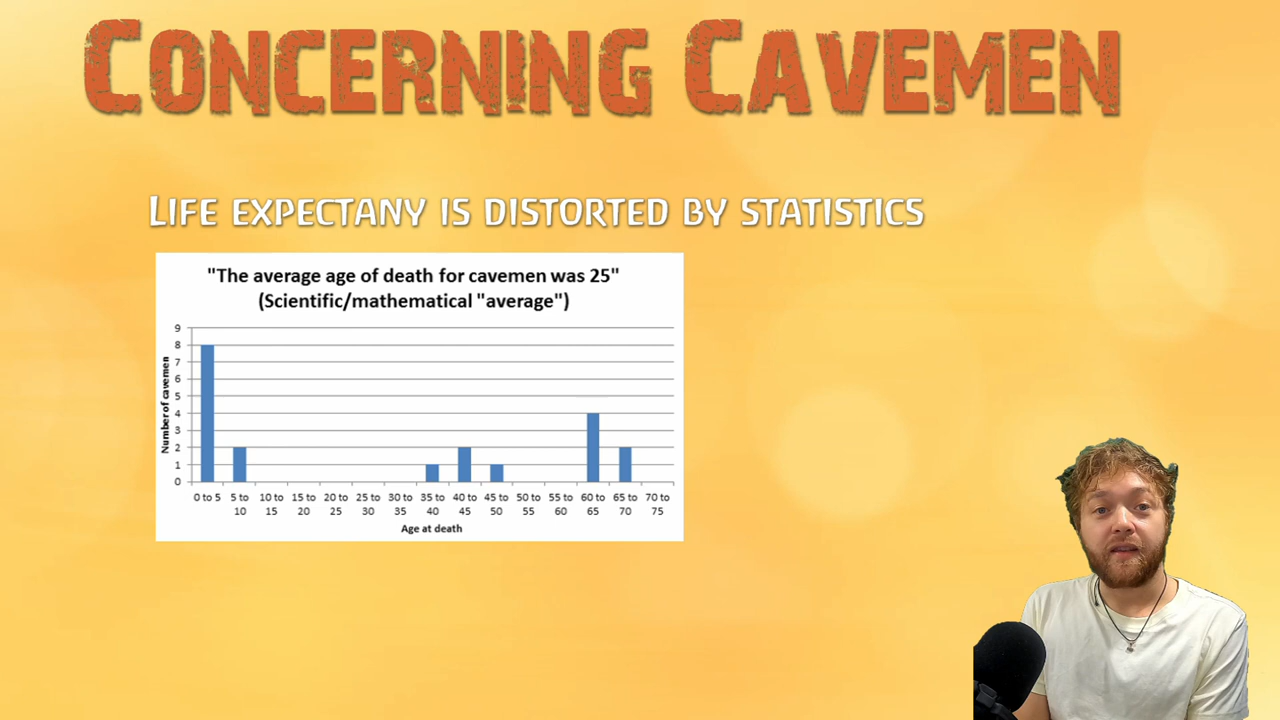 CONCERNING CAVEMEN
LIFE EXPECTANY IS DISTORTED BY STATISTICS
"The average age of death for cavemen was 25"
(Scientific/mathematical "average")
9
8
7
6
5
4
3
2
1
0
Number of cavemen
0 to 5 5 to 10 to 15 to 20 to 25 to 30 to 35 to 40 to 45 to 50 to 55 to 60 to 65 to 70 to
10 15 20 25 30 35 40 45 50 55 60 65 70 75
Age at death